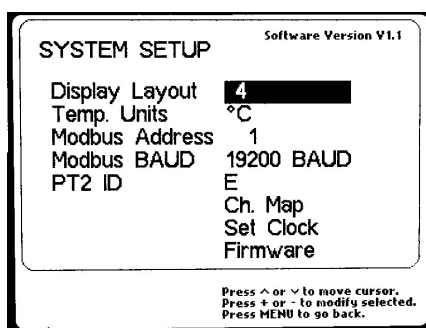 Software Version V1.1
SYSTEM SETUP
Display Layout 4
Temp. Units °C
Modbus Address 1
Modbus BAUD 19200 BAUD
PT2 ID E
Ch. Map
Set Clock
Firmware
Press ^ or v to move cursor.
Press + or - to modify selected.
Press MENU to go back.